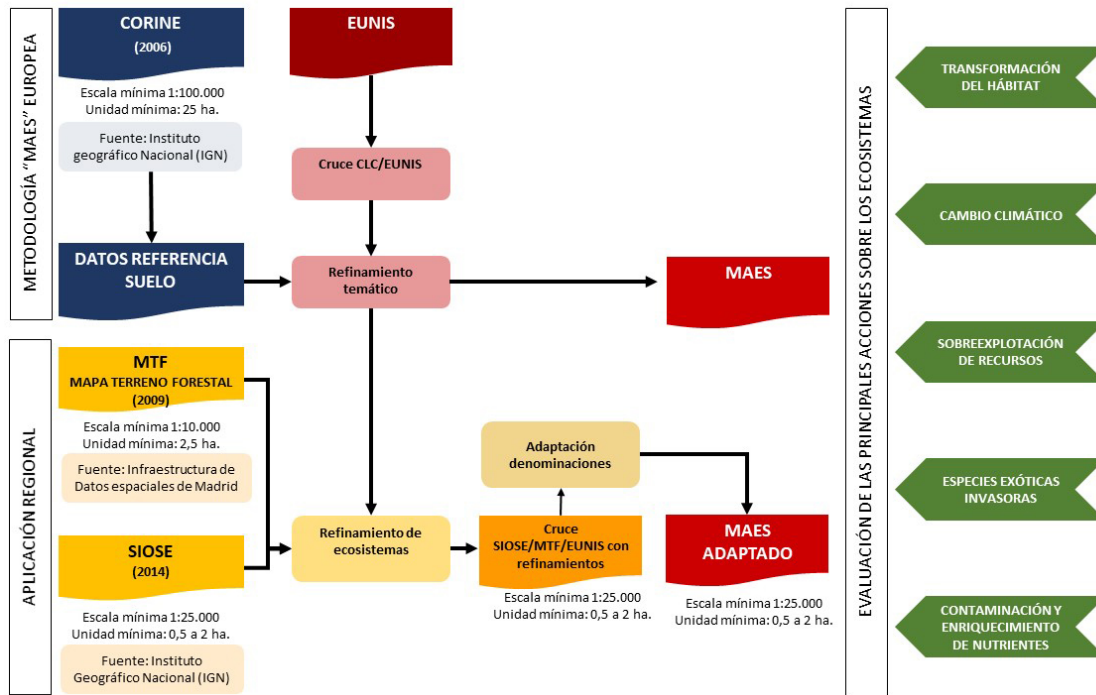 METODOLOGÍA "MAES" EUROPEA
CORINE
(2006)
Escala mínima 1:100.000
Unidad mínima: 25 ha.
Fuente: Instituto
geográfico Nacional (IGN)
DATOS REFERENCIA
SUELO
EUNIS
Cruce CLC/EUNIS
Refinamiento
temático
MAES
APLICACIÓN REGIONAL
MTF
MAPA TERRENO FORESTAL
(2009)
Escala mínima 1:10.000
Unidad mínima: 2,5 ha.
Fuente: Infraestructura de
Datos espaciales de Madrid
SIOSE
(2014)
Escala mínima 1:25.000
Unidad mínima: 0,5 a 2 ha.
Fuente: Instituto
Geográfico Nacional (IGN)
Refinamiento de
ecosistemas
Adaptación
denominaciones
Cruce
SIOSE/MTF/EUNIS con
refinamientos
Escala mínima 1:25.000
Unidad mínima: 0,5 a 2 ha.
MAES
ADAPTADO
Escala mínima 1:25.000
Unidad mínima: 0,5 a 2 ha.
EVALUACIÓN DE LAS PRINCIPALES ACCIONES SOBRE LOS ECOSISTEMAS
TRANSFORMACIÓN
DEL HÁBITAT
CAMBIO CLIMÁTICO
SOBREEXPLOTACIÓN
DE RECURSOS
ESPECIES EXÓTICAS
INVASORAS
CONTAMINACIÓN Y
ENRIQUECIMIENTO
DE NUTRIENTES